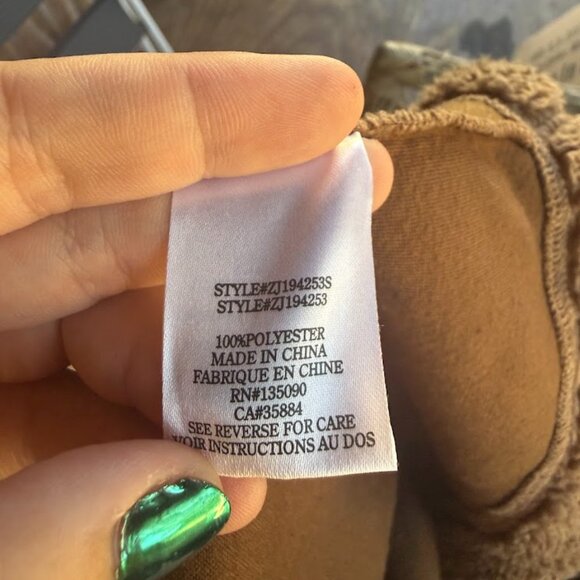 STYLE#ZJ194253S
STYLE#ZJ194253
100%POLYESTER
MADE IN CHINA
FABRIQUE EN CHINE
RN#135090
CA#35884
SEE REVERSE FOR CARE
VOIR INSTRUCTIONS AU DOS